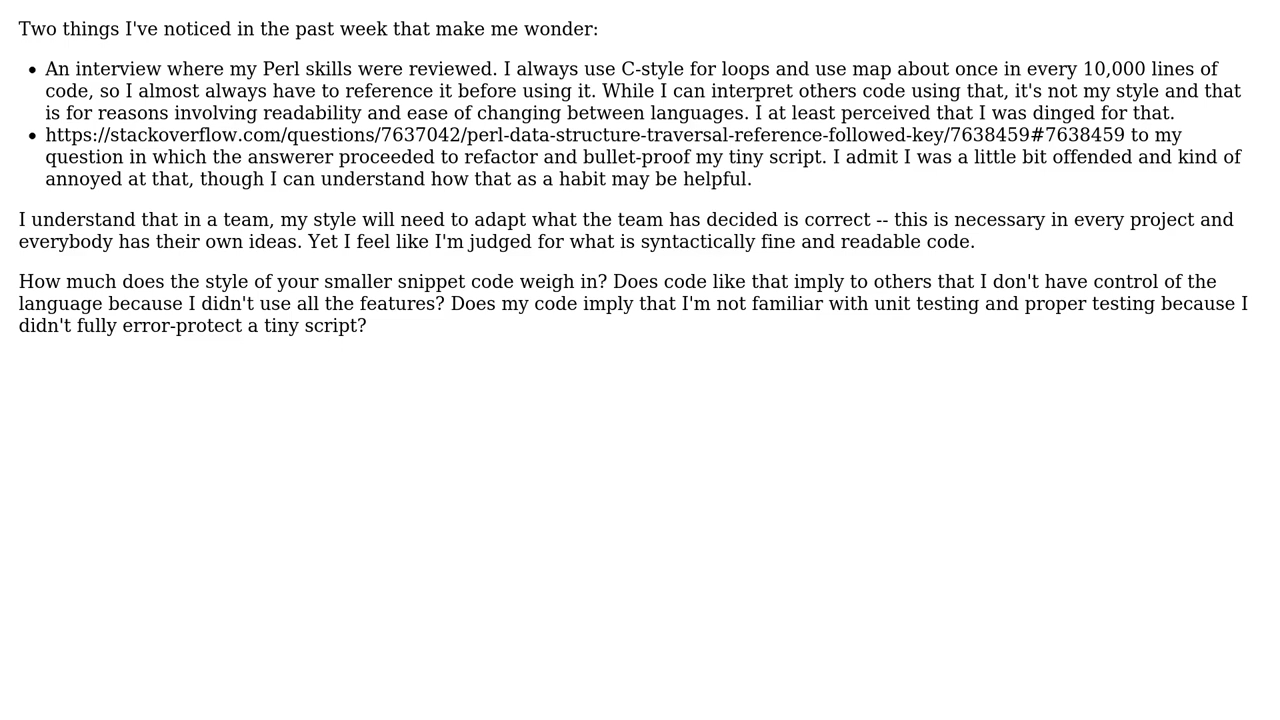 Two things I've noticed in the past week that make me wonder:
• An interview where my Perl skills were reviewed. I always use C-style for loops and use map about once in every 10,000 lines of
code, so I almost always have to reference it before using it. While I can interpret others code using that, it's not my style and that
is for reasons involving readability and ease of changing between languages. I at least perceived that I was dinged for that.
• https://stackoverflow.com/questions/7637042/perl-data-structure-traversal-reference-followed-key/7638459#7638459 to my
question in which the answerer proceeded to refactor and bullet-proof my tiny script. I admit I was a little bit offended and kind of
annoyed at that, though I can understand how that as a habit may be helpful.
I understand that in a team, my style will need to adapt what the team has decided is correct -- this is necessary in every project and
everybody has their own ideas. Yet I feel like I'm judged for what is syntactically fine and readable code.
How much does the style of your smaller snippet code weigh in? Does code like that imply to others that I don't have control of the
language because I didn't use all the features? Does my code imply that I'm not familiar with unit testing and proper testing because I
didn't fully error-protect a tiny script?